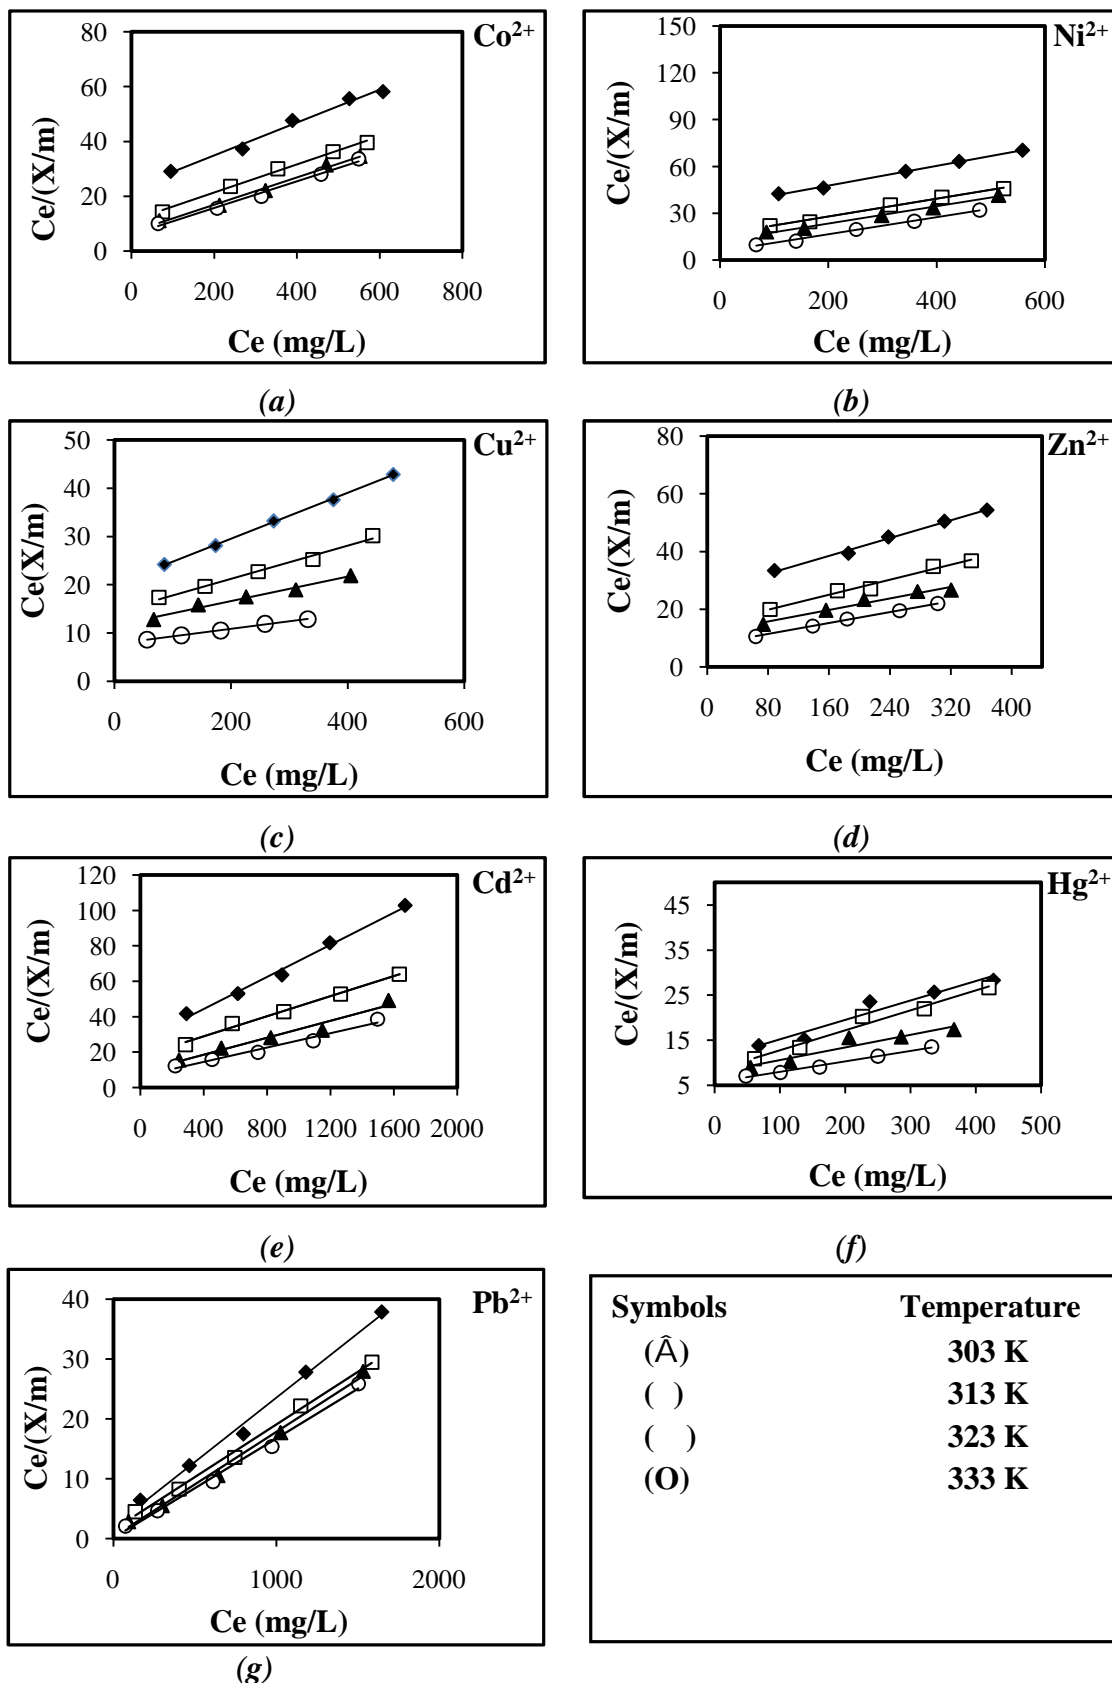 Co²⁺
Ce/(X/m)
80
60
40
20
0
0 200 400 600 800
Ce (mg/L)
(a)
Ni²⁺
Ce/(X/m)
150
120
90
60
30
0
0 200 400 600
Ce (mg/L)
(b)
Cu²⁺
Ce(X/m)
50
40
30
20
10
0
0 200 400 600
Ce (mg/L)
(c)
Zn²⁺
Ce/(X/m)
80
60
40
20
0
0 80 160 240 320 400
Ce (mg/L)
(d)
Cd²⁺
Ce/(X/m)
120
100
80
60
40
20
0
0 400 800 1200 1600 2000
Ce (mg/L)
(e)
Hg²⁺
Ce/(X/m)
45
35
25
15
5
0 100 200 300 400 500
Ce (mg/L)
(f)
Pb²⁺
Ce/(X/m)
40
30
20
10
0
0 1000 2000
Ce (mg/L)
(g)
Symbols Temperature
(Â) 303 K
( ) 313 K
( ) 323 K
(O) 333 K